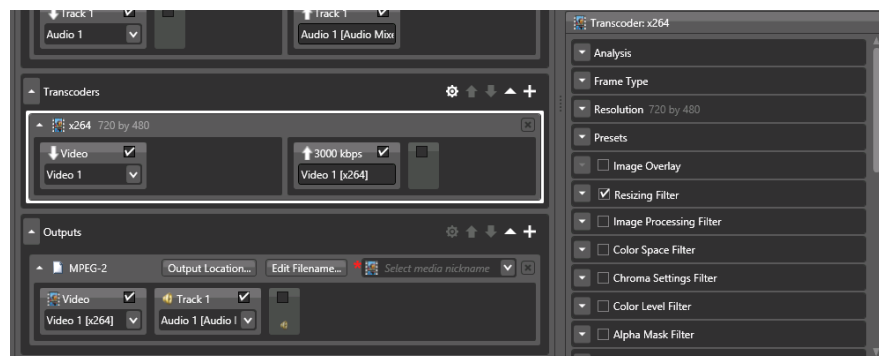 Track 1
Track 1
Audio 1
Audio 1 [Audio Mixe
Transcoders
x264 720 by 480
Video
3000 kbps
Video 1
Video 1 [x264]
Outputs
MPEG-2
Output Location...
Edit Filename...
Select media nickname
Video
Track 1
Video 1 [x264]
Audio 1 [Audio I
Transcoder: x264
Analysis
Frame Type
Resolution 720 by 480
Presets
Image Overlay
Resizing Filter
Image Processing Filter
Color Space Filter
Chroma Settings Filter
Color Level Filter
Alpha Mask Filter